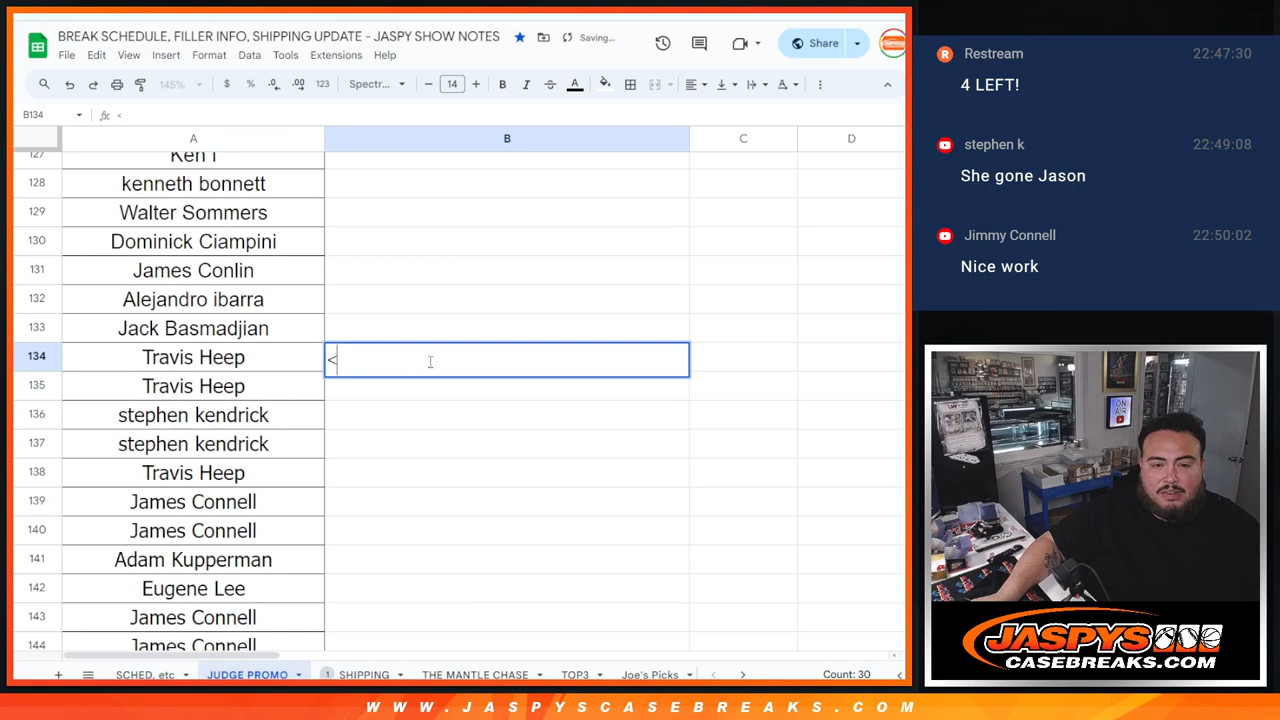 BREAK SCHEDULE, FILLER INFO, SHIPPING UPDATE - JASPY SHOW NOTES Saving...
File Edit View Insert Format Data Tools Extensions Help
Share
145% $ % .0 .00 123 Spectr... 14 B I S A A
B134 fx <
A B C D
127 Ken I
128 kenneth bonnett
129 Walter Sommers
130 Dominick Ciampini
131 James Conlin
132 Alejandro ibarra
133 Jack Basmadjian
134 Travis Heep <
135 Travis Heep
136 stephen kendrick
137 stephen kendrick
138 Travis Heep
139 James Connell
140 James Connell
141 Adam Kupperman
142 Eugene Lee
143 James Connell
144 James Connell
SCHED, etc JUDGE PROMO 1 SHIPPING THE MANTLE CHASE TOP3 Joe's Picks Count: 30
R Restream 22:47:30
4 LEFT!
stephen k 22:49:08
She gone Jason
Jimmy Connell 22:50:02
Nice work
ON AIR
JASPYS
CASEBREAKS.COM
WWW.JASPYSCASEBREAKS.COM